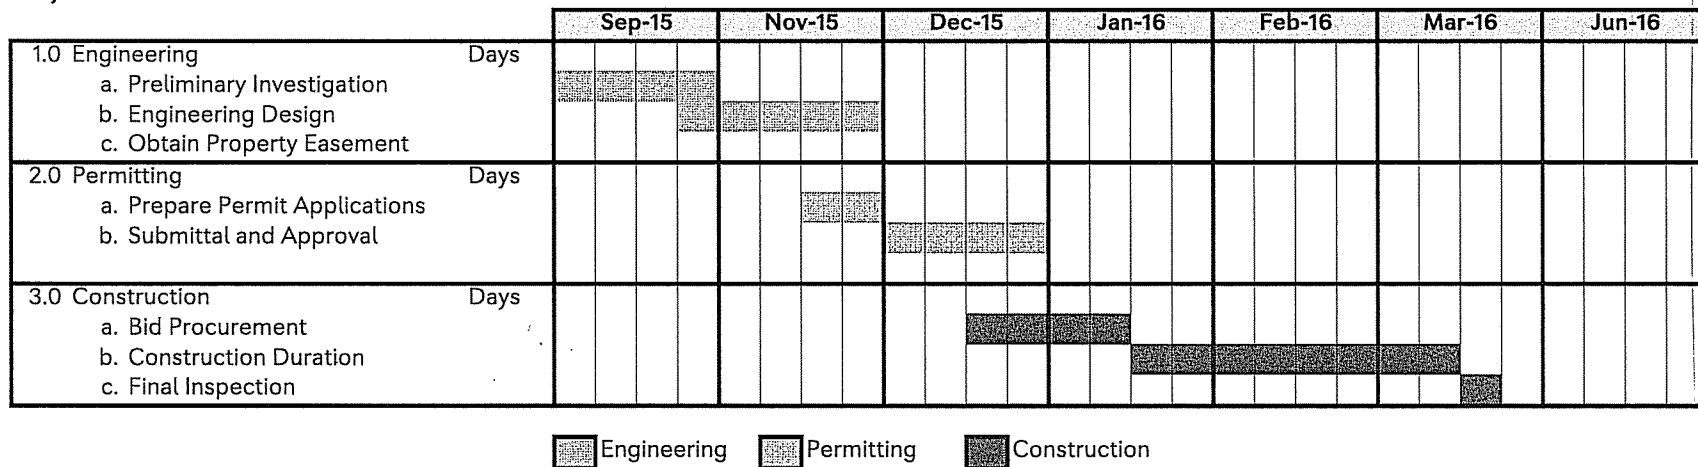 Sep-15 Nov-15 Dec-15 Jan-16 Feb-16 Mar-16 Jun-16
1.0 Engineering Days
a. Preliminary Investigation
b. Engineering Design
c. Obtain Property Easement
2.0 Permitting Days
a. Prepare Permit Applications
b. Submittal and Approval
3.0 Construction Days
a. Bid Procurement
b. Construction Duration
c. Final Inspection
Engineering Permitting Construction